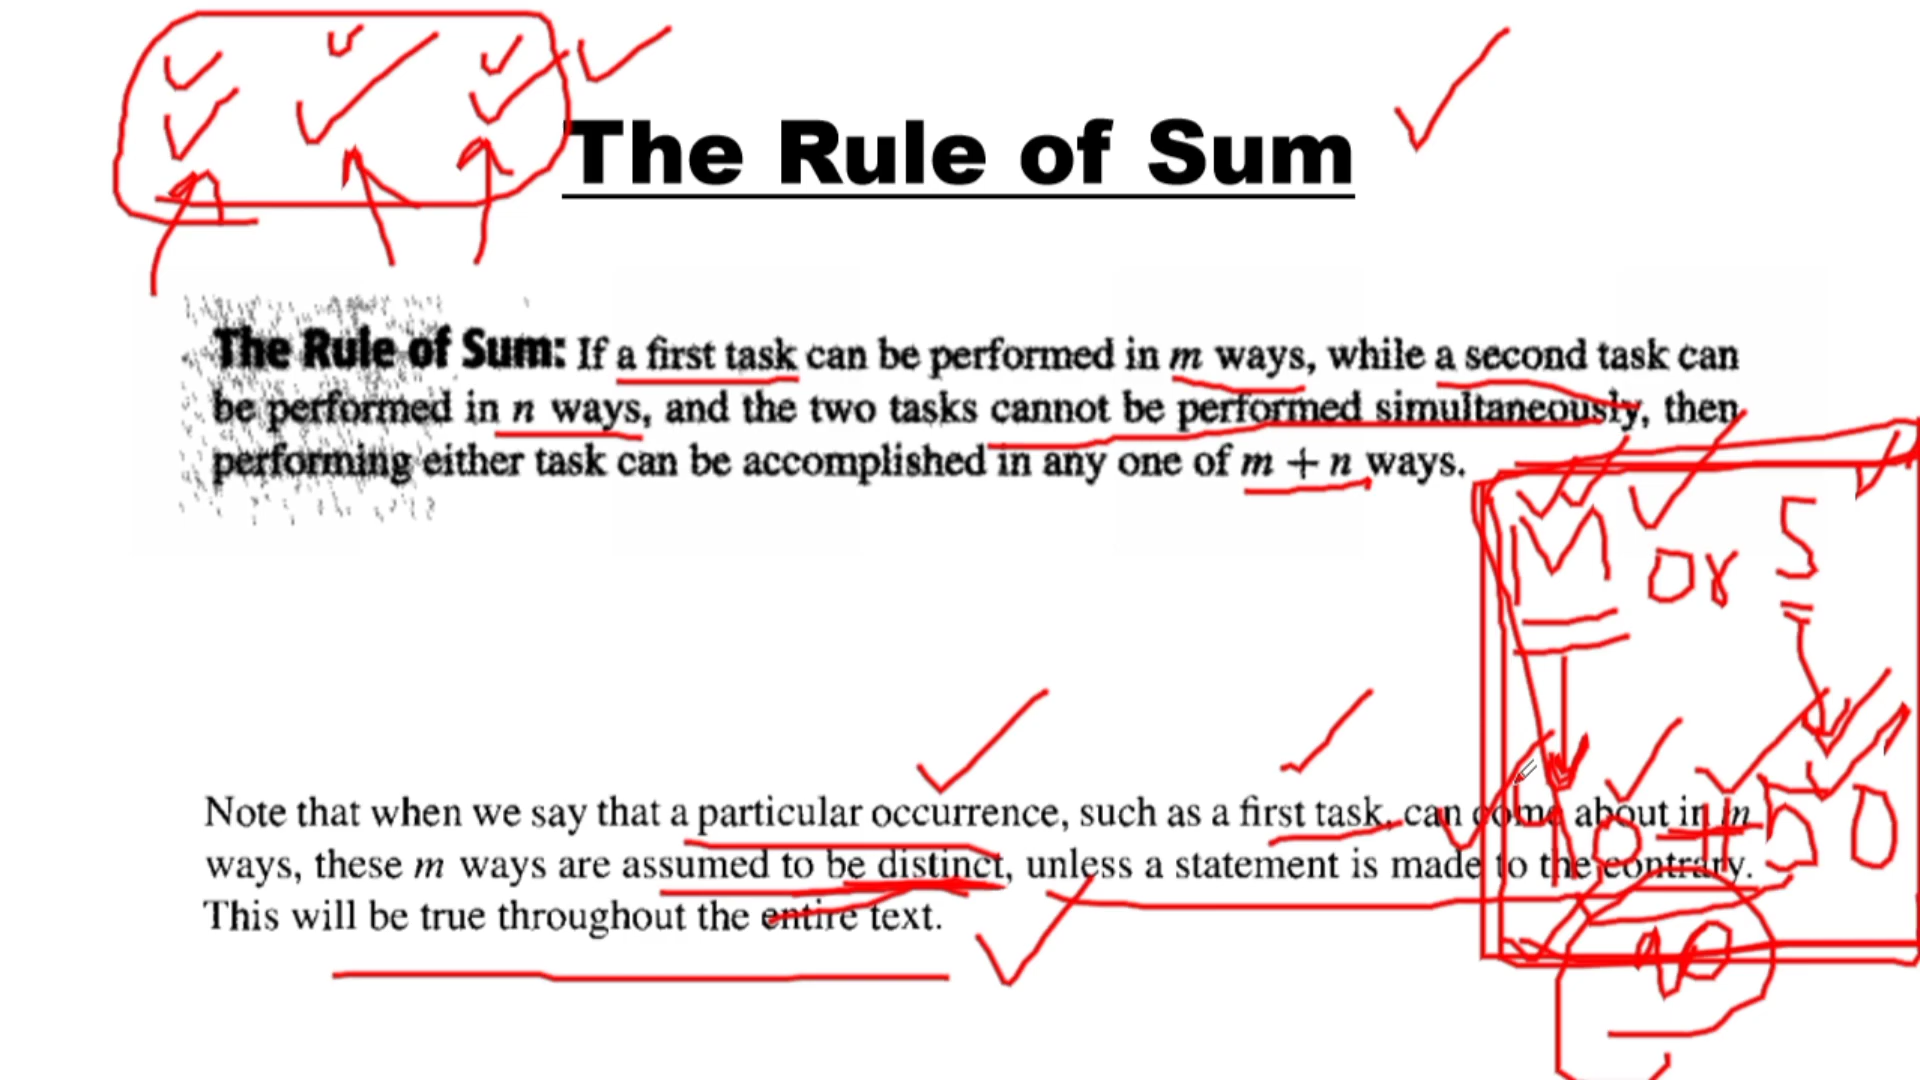 The Rule of Sum
The Rule of Sum: If a first task can be performed in m ways, while a second task can
be performed in n ways, and the two tasks cannot be performed simultaneously, then
performing either task can be accomplished in any one of m + n ways.
M or S
Note that when we say that a particular occurrence, such as a first task, can come about in m
ways, these m ways are assumed to be distinct, unless a statement is made to the contrary.
This will be true throughout the entire text.